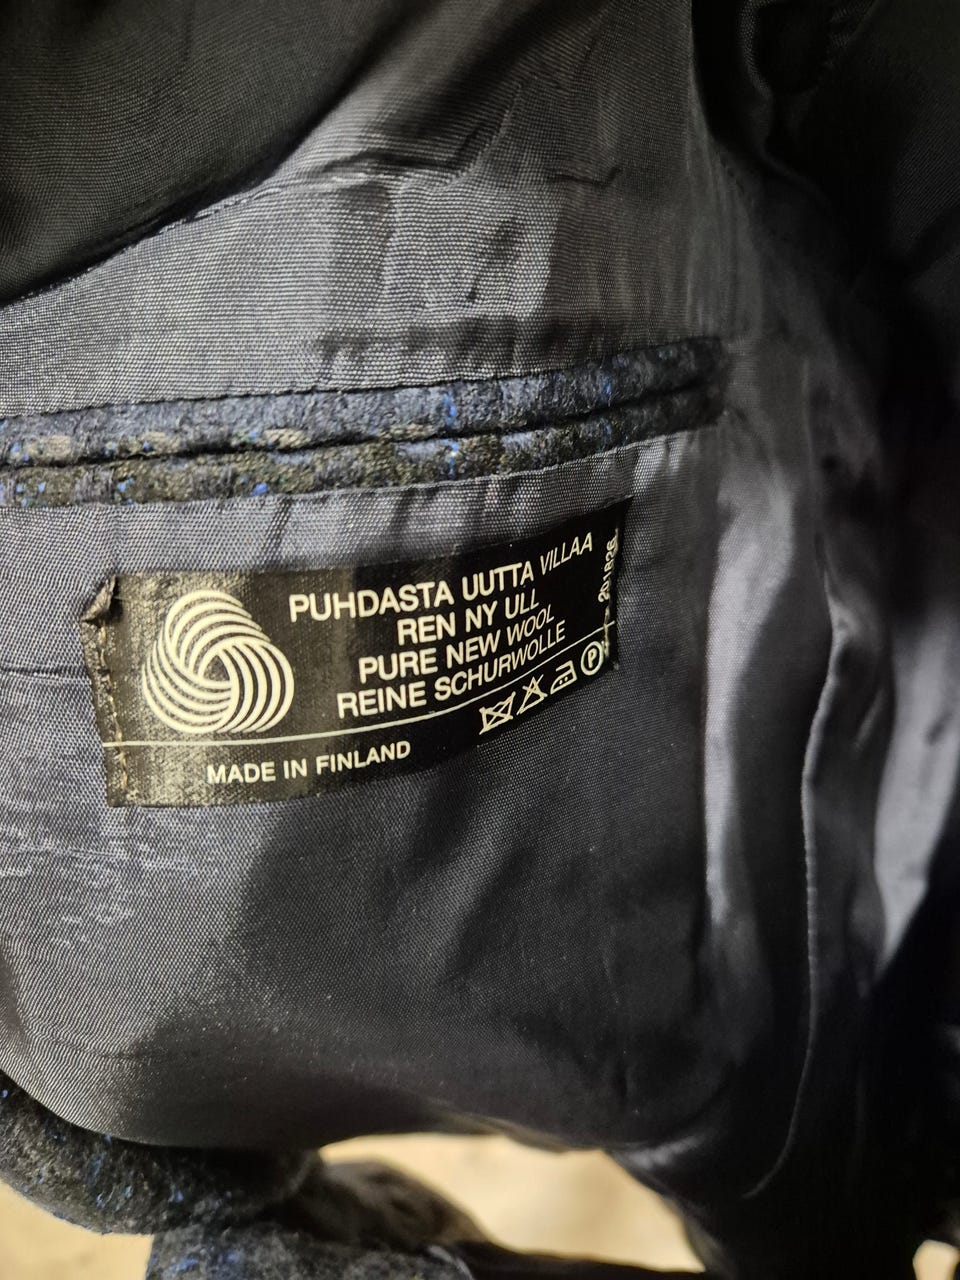 PUHDASTA UUTTA VILLAA
REN NY ULL
PURE NEW WOOL
REINE SCHURWOLLE
P
MADE IN FINLAND